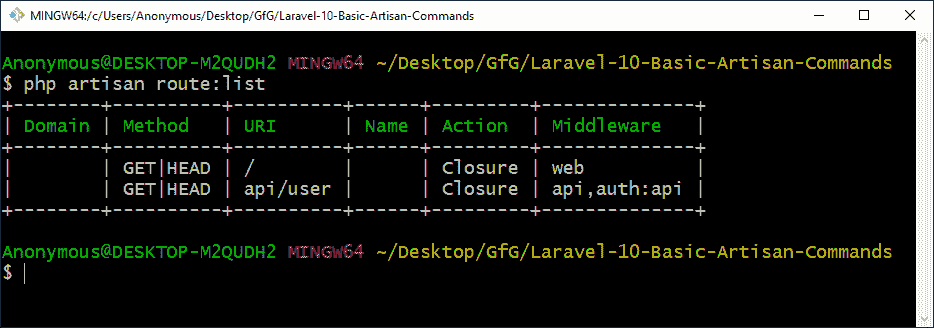 MINGW64:/c/Users/Anonymous/Desktop/GfG/Laravel-10-Basic-Artisan-Commands
Anonymous@DESKTOP-M2QUDH2 MINGW64 ~/Desktop/GfG/Laravel-10-Basic-Artisan-Commands
$ php artisan route:list
+--------+----------+----------+------+---------+--------------+
| Domain | Method   | URI      | Name | Action  | Middleware   |
+--------+----------+----------+------+---------+--------------+
|        | GET|HEAD | /        |      | Closure | web          |
|        | GET|HEAD | api/user |      | Closure | api,auth:api |
+--------+----------+----------+------+---------+--------------+
Anonymous@DESKTOP-M2QUDH2 MINGW64 ~/Desktop/GfG/Laravel-10-Basic-Artisan-Commands
$